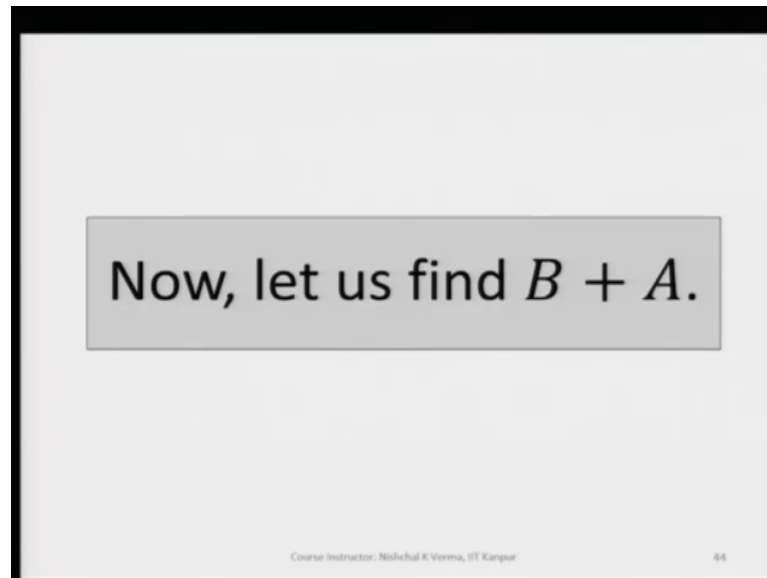 Now, let us find B + A.
Course Instructor: Nishchal K Verma, IIT Kanpur
44